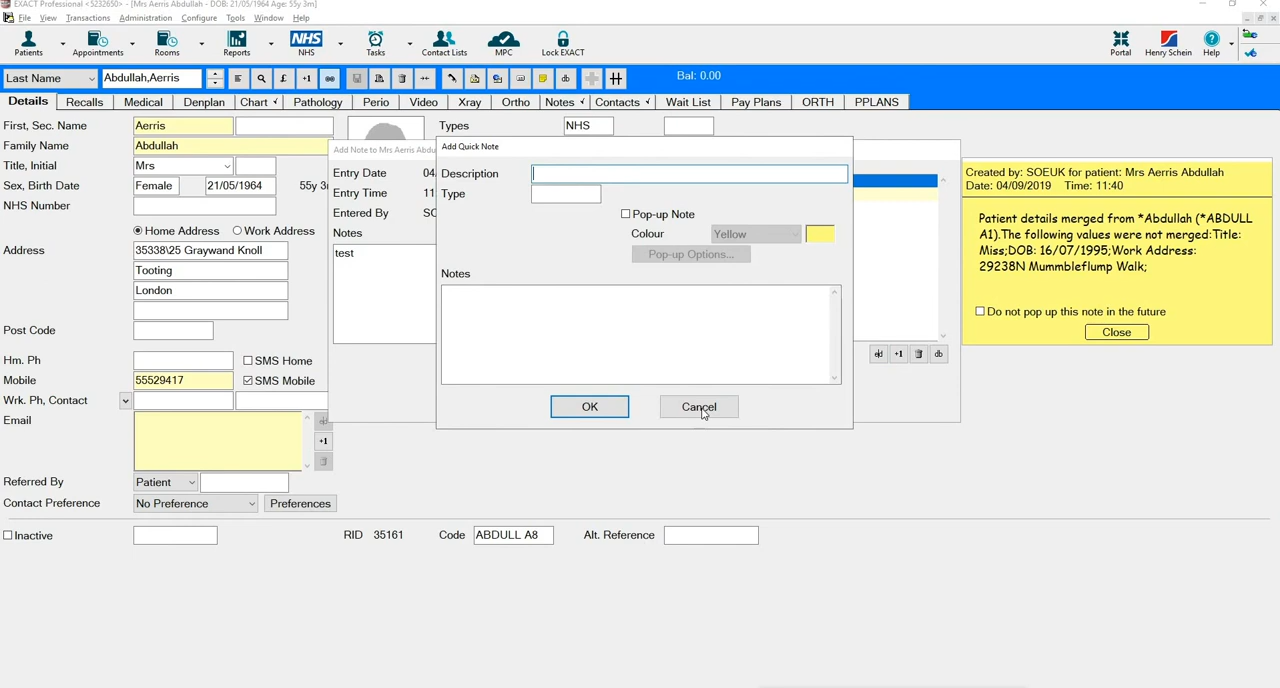 EXACT Professional <5232650> - [Mrs Aerris Abdullah - DOB: 21/05/1964 Age: 55y 3m]
File View Transactions Administration Configure Tools Window Help
Patients Appointments Rooms Reports NHS NHS Tasks Contact Lists MPC Lock EXACT Portal Henry Schein Help
Last Name Abdullah,Aerris £ +1 Bal: 0.00
Details Recalls Medical Denplan Chart Pathology Perio Video Xray Ortho Notes Contacts Wait List Pay Plans ORTH PPLANS
First, Sec. Name Aerris Types NHS
Family Name Abdullah
Title, Initial Mrs
Sex, Birth Date Female 21/05/1964 55y 3
NHS Number
Home Address Work Address
Address 35338\25 Graywand Knoll
Tooting
London
Post Code
Hm. Ph SMS Home
Mobile 55529417 SMS Mobile
Wrk. Ph, Contact
Email
+1
Referred By Patient
Contact Preference No Preference Preferences
Inactive RID 35161 Code ABDULL A8 Alt. Reference
Add Note to Mrs Aerris Abdu
Entry Date 04
Entry Time 11
Entered By SO
Notes
test
+1
Add Quick Note
Description
Type
Pop-up Note
Colour Yellow
Pop-up Options...
Notes
OK Cancel
Created by: SOEUK for patient: Mrs Aerris Abdullah
Date: 04/09/2019 Time: 11:40
Patient details merged from *Abdullah (*ABDULL
A1).The following values were not merged:Title:
Miss;DOB: 16/07/1995;Work Address:
29238N Mummbleflump Walk;
Do not pop up this note in the future
Close